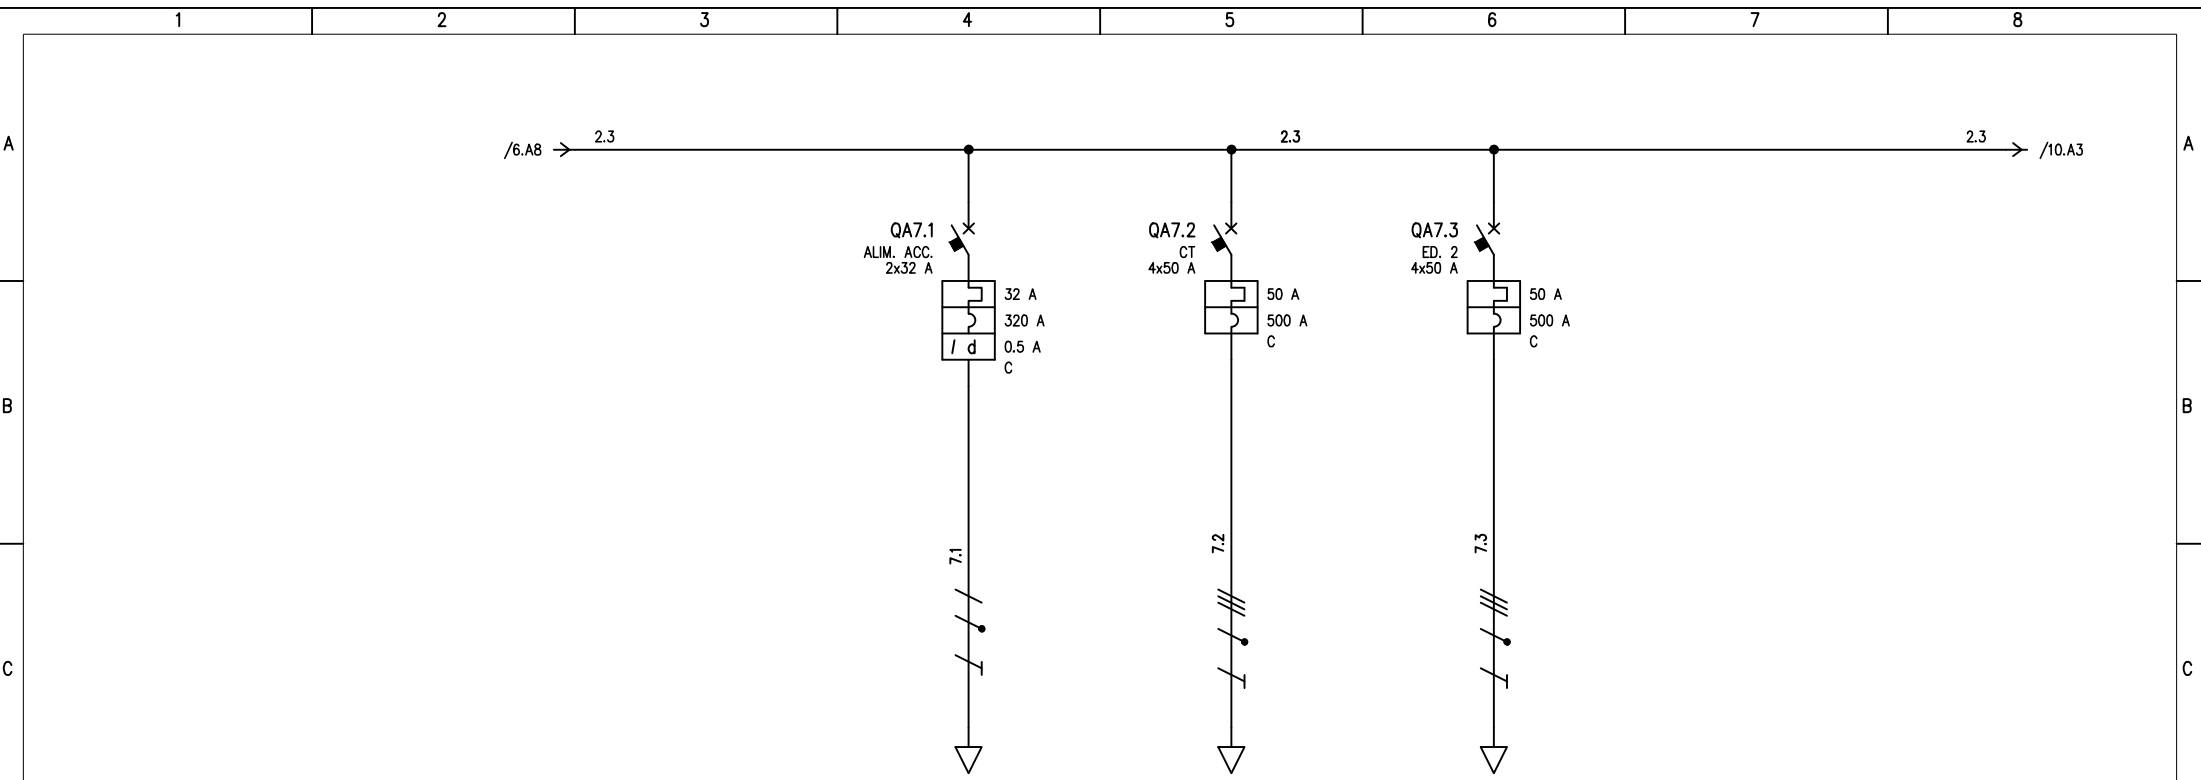 1 2 3 4 5 6 7 8
A A
/6.A8 2.3 2.3 2.3 /10.A3
QA7.1
ALIM. ACC.
2x32 A
32 A
320 A
I d 0.5 A
C
QA7.2
CT
4x50 A
50 A
500 A
C
QA7.3
ED. 2
4x50 A
50 A
500 A
C
B B
7.1
7.2
7.3
C C